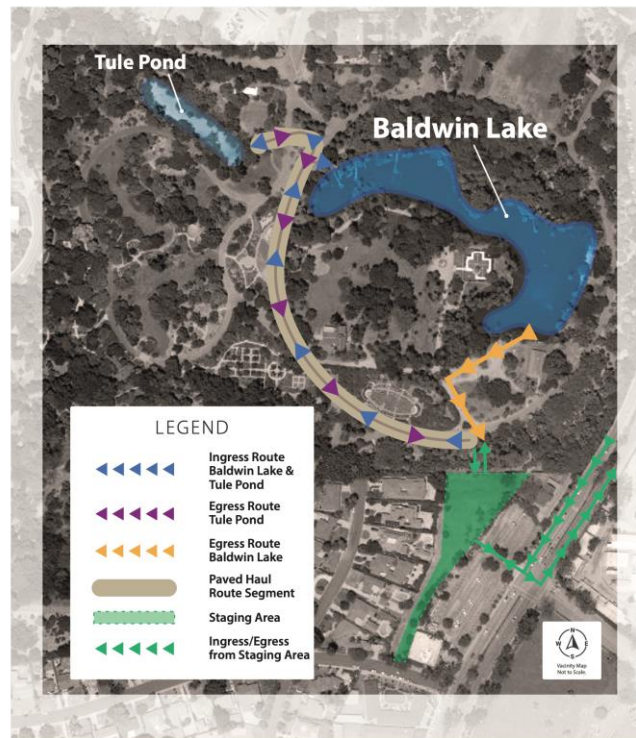 Tule Pond
Baldwin Lake
LEGEND
Ingress Route
Baldwin Lake &
Tule Pond
Egress Route
Tule Pond
Egress Route
Baldwin Lake
Paved Haul
Route Segment
Staging Area
Ingress/Egress
from Staging Area
N
W E
S
Vacinity Map
Not to Scale.